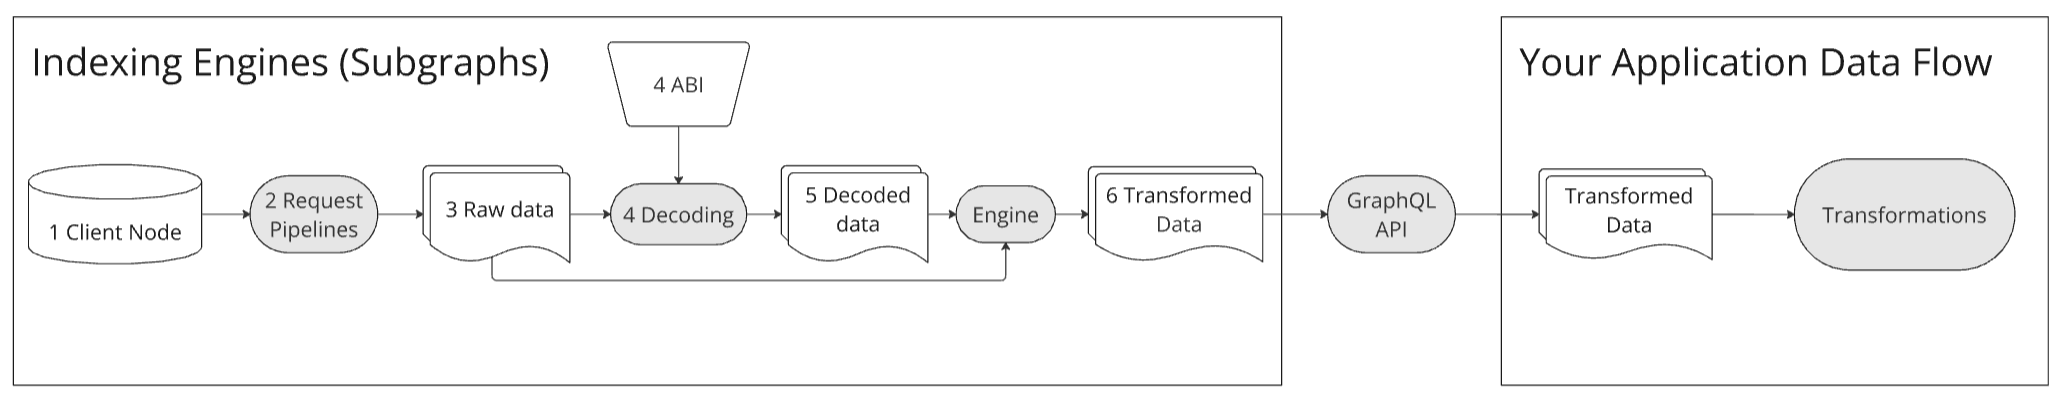 Indexing Engines (Subgraphs)
4 ABI
1 Client Node
2 Request
Pipelines
3 Raw data
4 Decoding
5 Decoded
data
Engine
6 Transformed
Data
GraphQL
API
Your Application Data Flow
Transformed
Data
Transformations